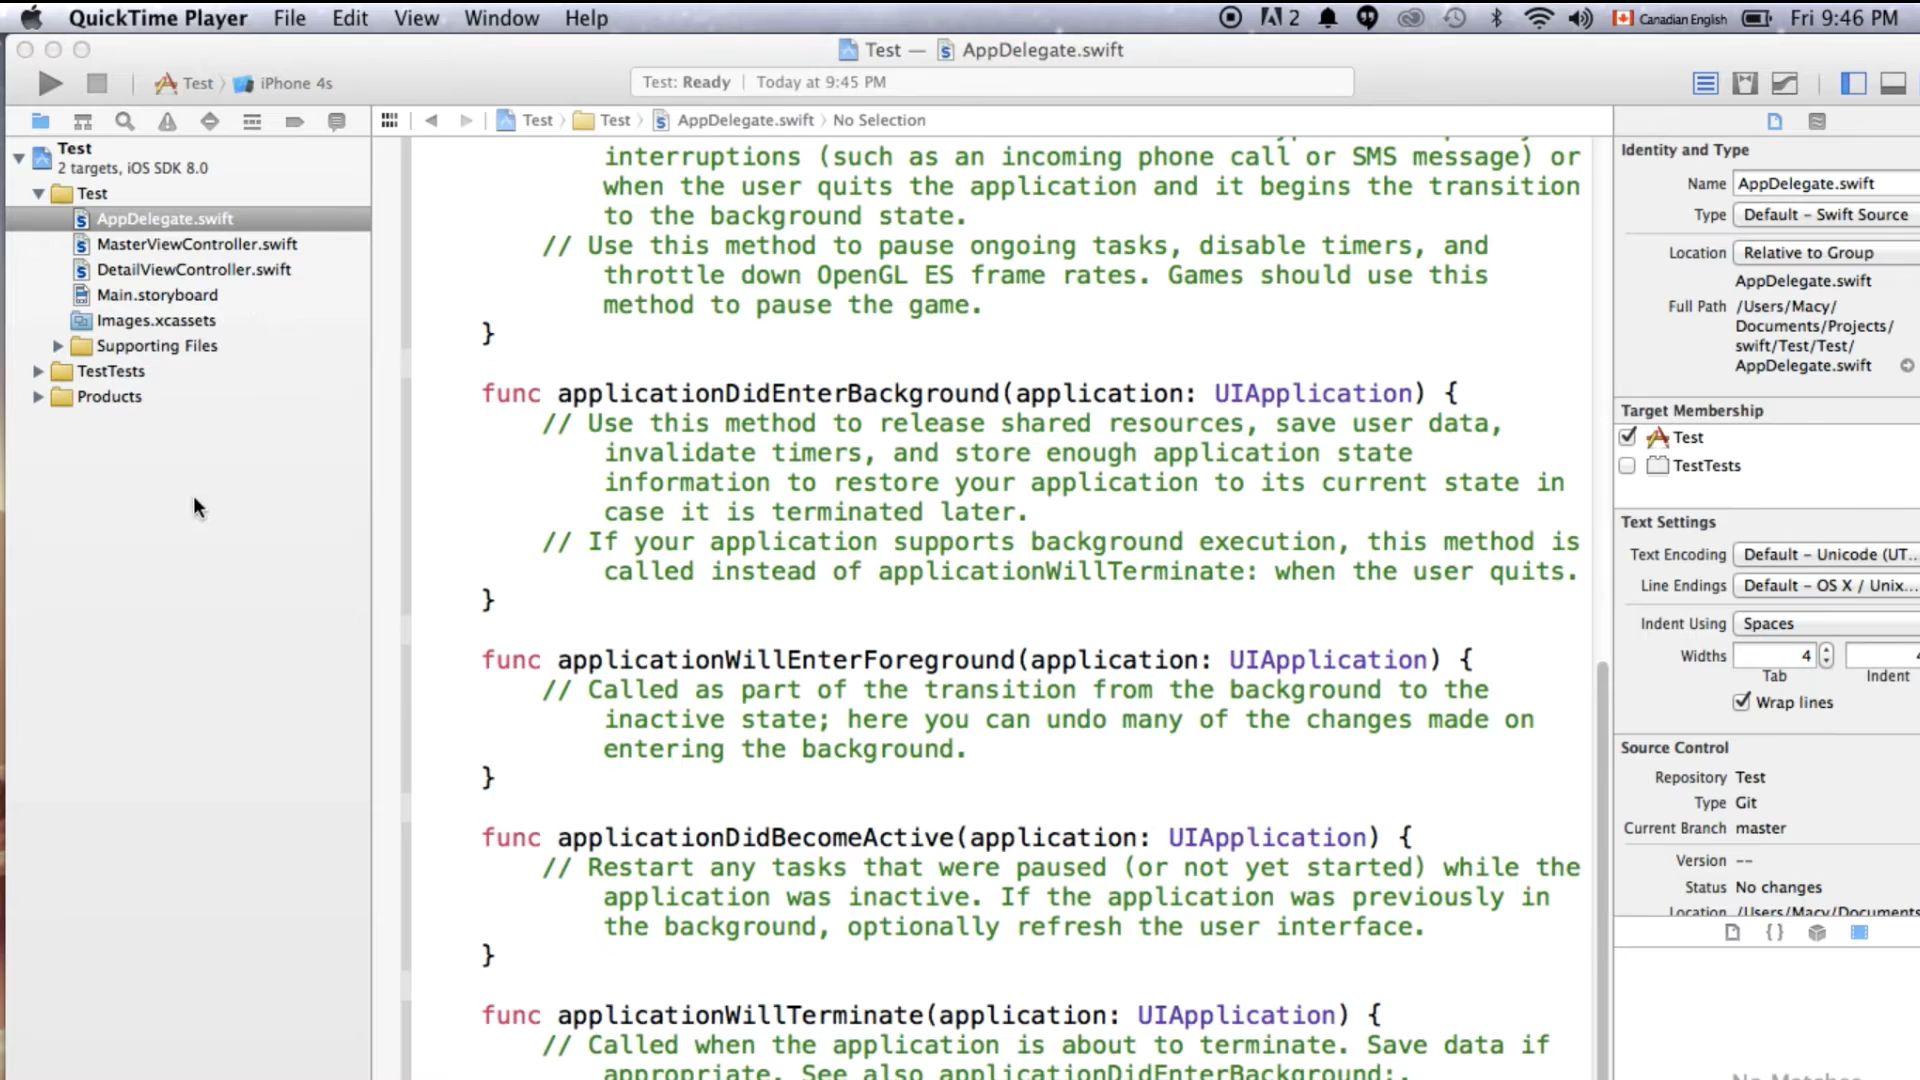 QuickTime Player File Edit View Window Help 2 Canadian English Fri 9:46 PM
Test — AppDelegate.swift
Test iPhone 4s Test: Ready Today at 9:45 PM
Test Test AppDelegate.swift No Selection
Test
2 targets, iOS SDK 8.0
Test
AppDelegate.swift
MasterViewController.swift
DetailViewController.swift
Main.storyboard
Images.xcassets
Supporting Files
TestTests
Products
interruptions (such as an incoming phone call or SMS message) or
when the user quits the application and it begins the transition
to the background state.
// Use this method to pause ongoing tasks, disable timers, and
throttle down OpenGL ES frame rates. Games should use this
method to pause the game.
}
func applicationDidEnterBackground(application: UIApplication) {
// Use this method to release shared resources, save user data,
invalidate timers, and store enough application state
information to restore your application to its current state in
case it is terminated later.
// If your application supports background execution, this method is
called instead of applicationWillTerminate: when the user quits.
}
func applicationWillEnterForeground(application: UIApplication) {
// Called as part of the transition from the background to the
inactive state; here you can undo many of the changes made on
entering the background.
}
func applicationDidBecomeActive(application: UIApplication) {
// Restart any tasks that were paused (or not yet started) while the
application was inactive. If the application was previously in
the background, optionally refresh the user interface.
}
func applicationWillTerminate(application: UIApplication) {
// Called when the application is about to terminate. Save data if
appropriate. See also applicationDidEnterBackground:.
Identity and Type
Name AppDelegate.swift
Type Default - Swift Source
Location Relative to Group
AppDelegate.swift
Full Path /Users/Macy/
Documents/Projects/
swift/Test/Test/
AppDelegate.swift
Target Membership
Test
TestTests
Text Settings
Text Encoding Default - Unicode (UT...
Line Endings Default - OS X / Unix...
Indent Using Spaces
Widths 4 4
Tab Indent
Wrap lines
Source Control
Repository Test
Type Git
Current Branch master
Version --
Status No changes
Location /Users/Macy/Documents
{ }
No Matches